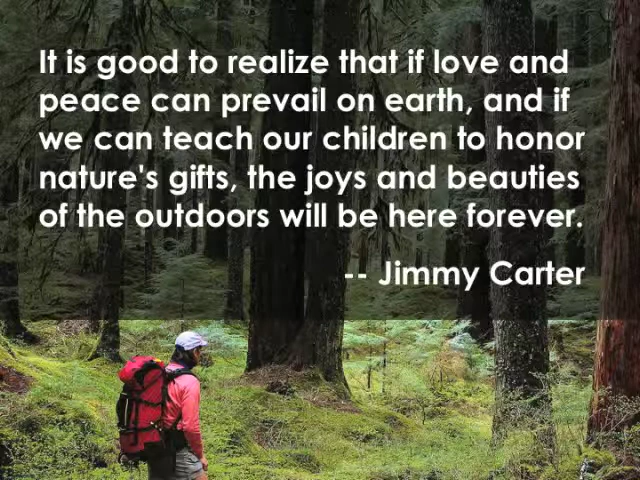 It is good to realize that if love and
peace can prevail on earth, and if
we can teach our children to honor
nature's gifts, the joys and beauties
of the outdoors will be here forever.
-- Jimmy Carter